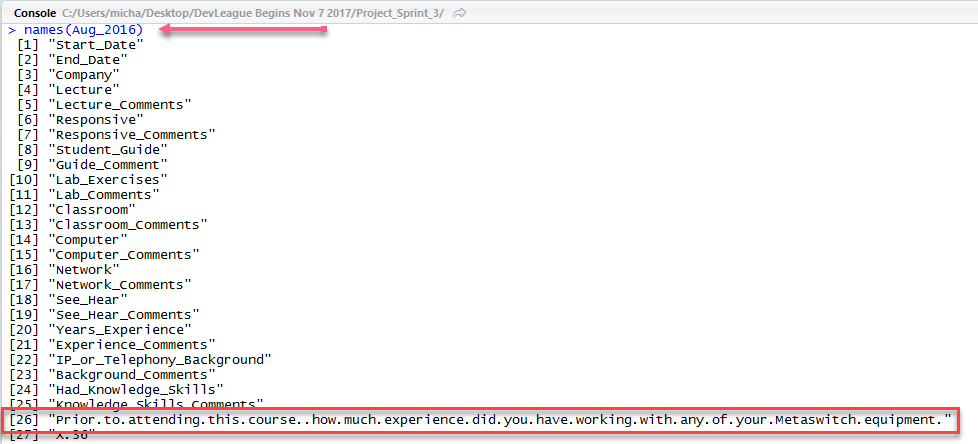 Console C:/Users/micha/Desktop/DevLeague Begins Nov 7 2017/Project_Sprint_3/
> names(Aug_2016)
[1] "Start_Date"
[2] "End_Date"
[3] "Company"
[4] "Lecture"
[5] "Lecture_Comments"
[6] "Responsive"
[7] "Responsive_Comments"
[8] "Student_Guide"
[9] "Guide_Comment"
[10] "Lab_Exercises"
[11] "Lab_Comments"
[12] "Classroom"
[13] "Classroom_Comments"
[14] "Computer"
[15] "Computer_Comments"
[16] "Network"
[17] "Network_Comments"
[18] "See_Hear"
[19] "See_Hear_Comments"
[20] "Years_Experience"
[21] "Experience_Comments"
[22] "IP_or_Telephony_Background"
[23] "Background_Comments"
[24] "Had_Knowledge_Skills"
[25] "Knowledge_Skills_Comments"
[26] "Prior.to.attending.this.course..how.much.experience.did.you.have.working.with.any.of.your.Metaswitch.equipment."
[27] "X.36"